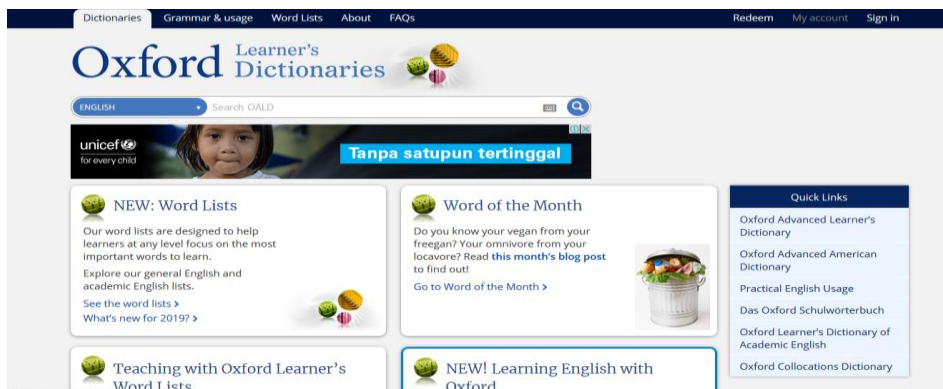 Dictionaries Grammar & usage Word Lists About FAQs Redeem My account Sign in
Oxford Learner's Dictionaries
ENGLISH Search OALD
unicef
for every child
Tanpa satupun tertinggal
NEW: Word Lists
Our word lists are designed to help
learners at any level focus on the most
important words to learn.
Explore our general English and
academic English lists.
See the word lists >
What's new for 2019? >
Word of the Month
Do you know your vegan from your
freegan? Your omnivore from your
locavore? Read this month's blog post
to find out!
Go to Word of the Month >
Quick Links
Oxford Advanced Learner's
Dictionary
Oxford Advanced American
Dictionary
Practical English Usage
Das Oxford Schulwörterbuch
Oxford Learner's Dictionary of
Academic English
Oxford Collocations Dictionary
Teaching with Oxford Learner's
Word Lists
NEW! Learning English with
Oxford